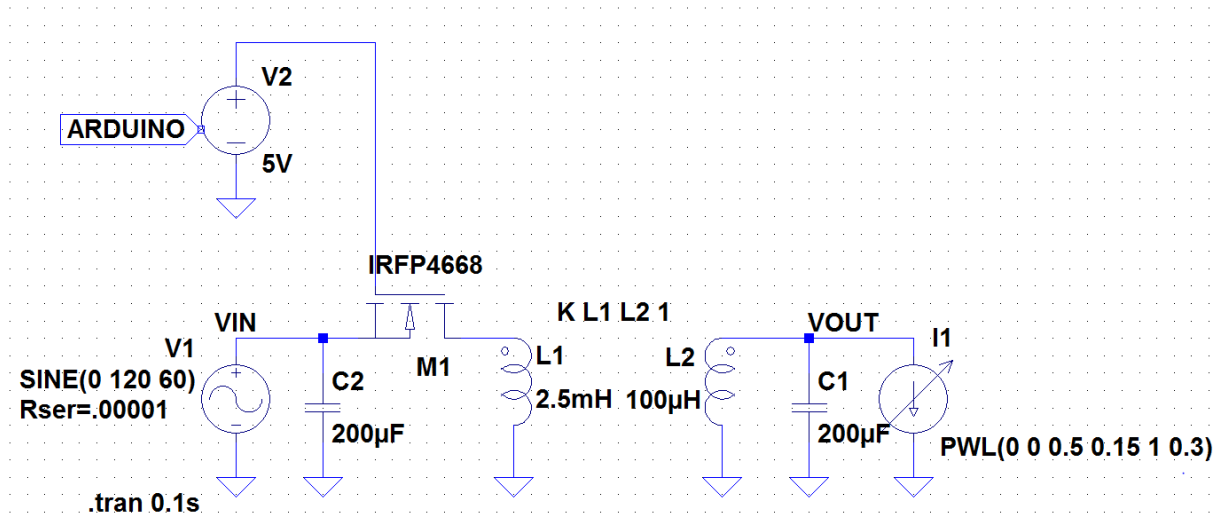 V2
ARDUINO
5V
IRFP4668
K L1 L2 1
VIN
VOUT
I1
V1
M1
L1
L2
C1
SINE(0 120 60)
C2
Rser=.00001
2.5mH
100µH
200µF
200µF
PWL(0 0 0.5 0.15 1 0.3)
.tran 0.1s